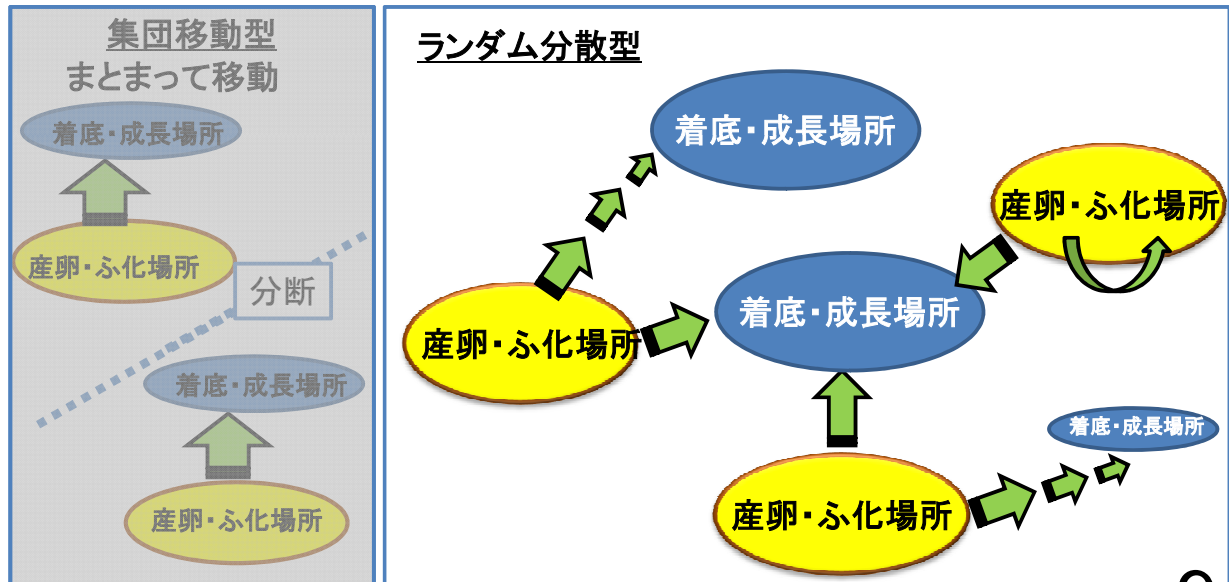 集団移動型
まとまって移動
着底・成長場所
産卵・ふ化場所
分断
着底・成長場所
産卵・ふ化場所
ランダム分散型
着底・成長場所
産卵・ふ化場所
着底・成長場所
産卵・ふ化場所
着底・成長場所
産卵・ふ化場所